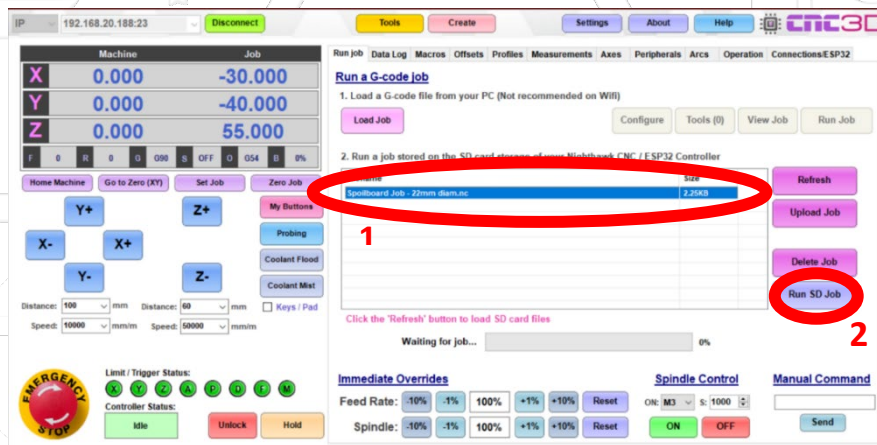 IP 192.168.20.188:23 Disconnect Tools Create Settings About Help CNC3D
Machine Job
X 0.000 -30.000
Y 0.000 -40.000
Z 0.000 55.000
F 0 R 0 G G90 S OFF O G54 B 0%
Home Machine Go to Zero (XY) Set Job Zero Job
Y+ Z+ My Buttons
X- X+ Probing
Coolant Flood
Y- Z- Coolant Mist
Distance: 100 mm Distance: 60 mm Keys / Pad
Speed: 10000 mm/m Speed: 50000 mm/m
EMERGENCY STOP
Limit / Trigger Status:
X Y Z A P D
Controller Status:
Idle Unlock Hold
Run job Data Log Macros Offsets Profiles Measurements Axes Peripherals Arcs Operation Connections/ESP32
Run a G-code job
1. Load a G-code file from your PC (Not recommended on Wifi)
Load Job Configure Tools (0) View Job Run Job
2. Run a job stored on the SD card storage of your Nighthawk CNC / ESP32 Controller
Size
Spoilboard Job - 22mm diam.nc 2.25KB
1
Refresh
Upload Job
Delete Job
Run SD Job
2
Click the 'Refresh' button to load SD card files
Waiting for job... 0%
Immediate Overrides Spindle Control Manual Command
Feed Rate: -10% -1% 100% +1% +10% Reset ON: M3 S: 1000
Spindle: -10% -1% 100% +1% +10% Reset ON OFF Send